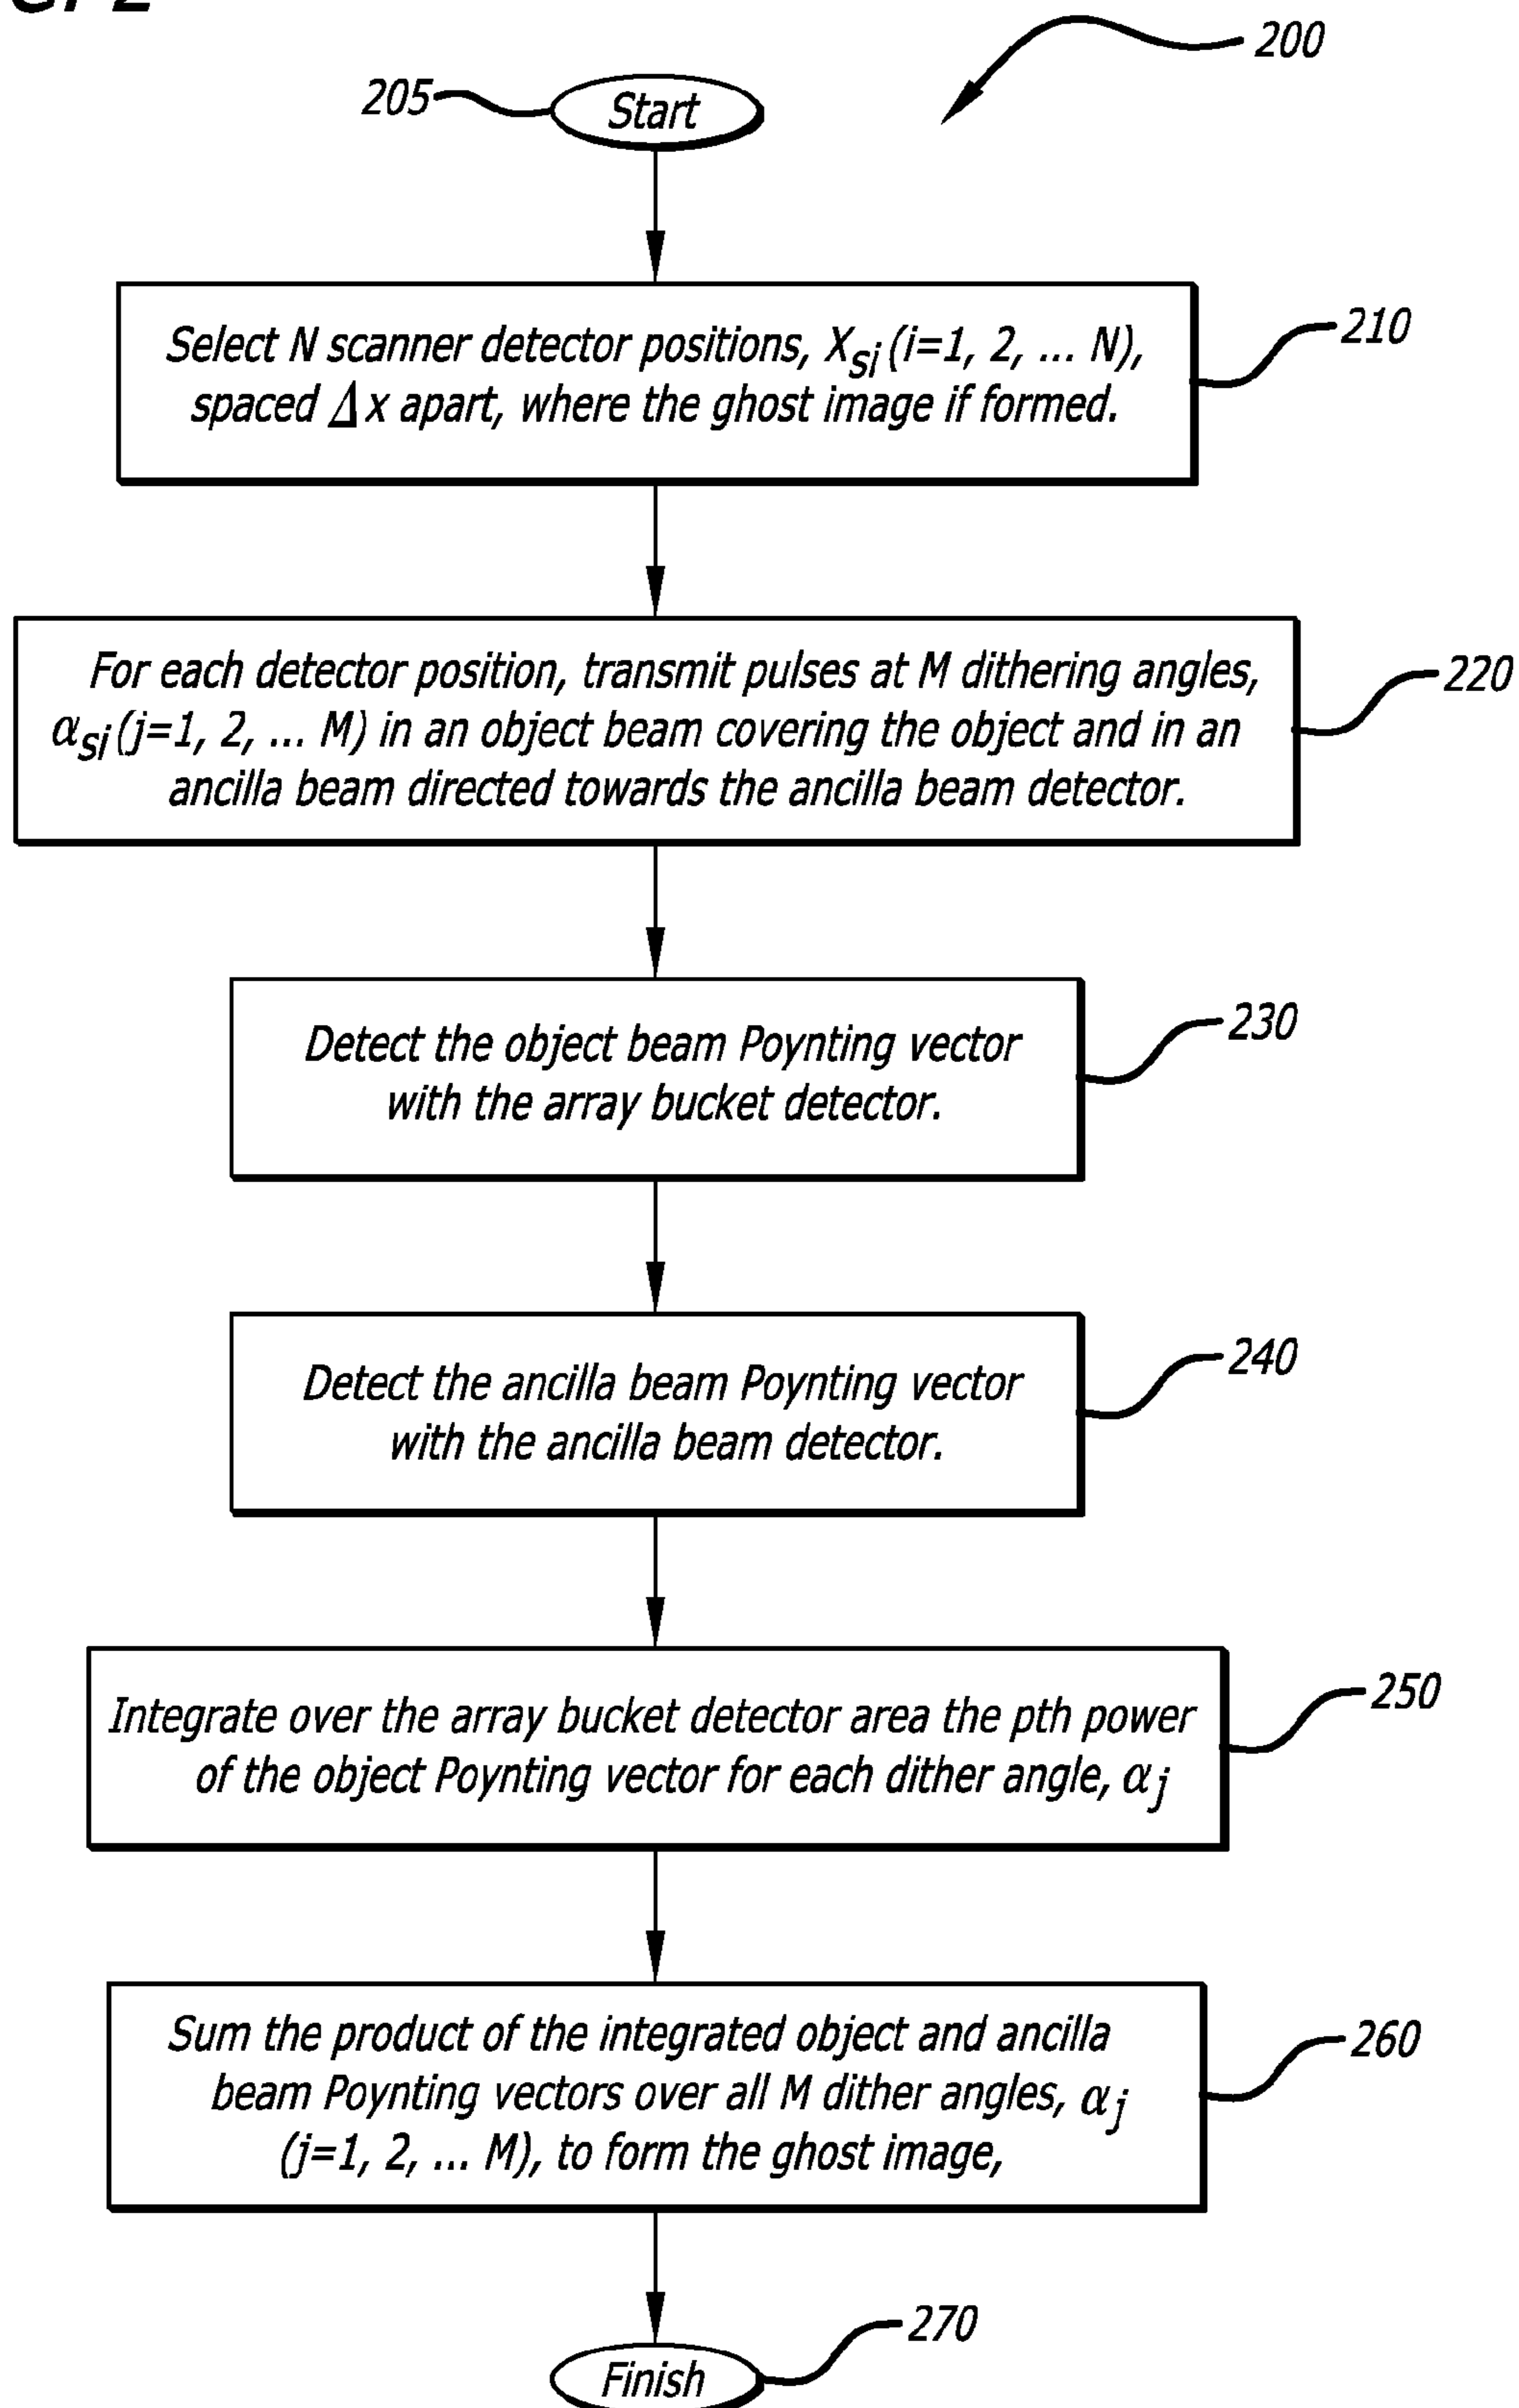 200
205
Start
Select N scanner detector positions, X_si (i=1, 2, ... N),
spaced Δx apart, where the ghost image if formed.
210
For each detector position, transmit pulses at M dithering angles,
α_si (j=1, 2, ... M) in an object beam covering the object and in an
ancilla beam directed towards the ancilla beam detector.
220
Detect the object beam Poynting vector
with the array bucket detector.
230
Detect the ancilla beam Poynting vector
with the ancilla beam detector.
240
Integrate over the array bucket detector area the pth power
of the object Poynting vector for each dither angle, α_j
250
Sum the product of the integrated object and ancilla
beam Poynting vectors over all M dither angles, α_j
(j=1, 2, ... M), to form the ghost image,
260
270
Finish